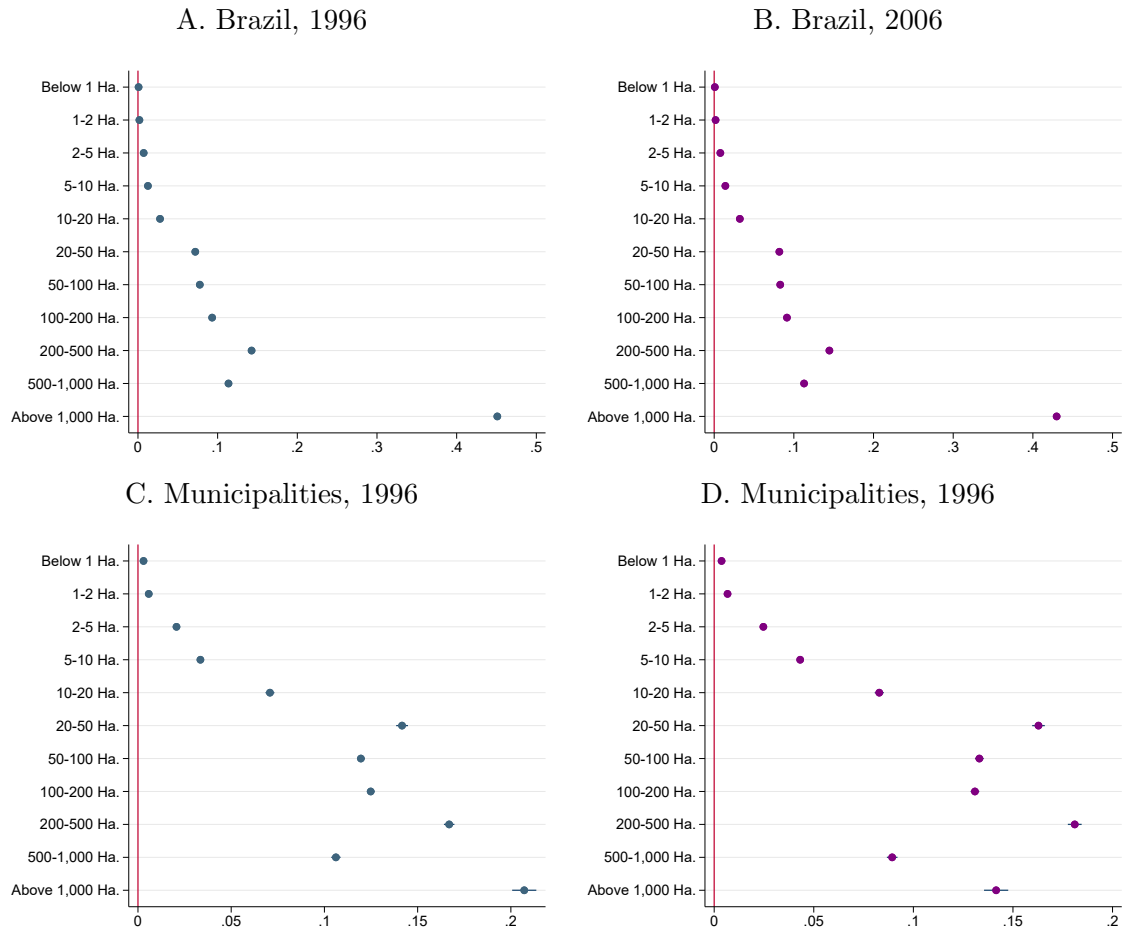 A. Brazil, 1996
Below 1 Ha.
1-2 Ha.
2-5 Ha.
5-10 Ha.
10-20 Ha.
20-50 Ha.
50-100 Ha.
100-200 Ha.
200-500 Ha.
500-1,000 Ha.
Above 1,000 Ha.
0 .1 .2 .3 .4 .5
B. Brazil, 2006
Below 1 Ha.
1-2 Ha.
2-5 Ha.
5-10 Ha.
10-20 Ha.
20-50 Ha.
50-100 Ha.
100-200 Ha.
200-500 Ha.
500-1,000 Ha.
Above 1,000 Ha.
0 .1 .2 .3 .4 .5
C. Municipalities, 1996
Below 1 Ha.
1-2 Ha.
2-5 Ha.
5-10 Ha.
10-20 Ha.
20-50 Ha.
50-100 Ha.
100-200 Ha.
200-500 Ha.
500-1,000 Ha.
Above 1,000 Ha.
0 .05 .1 .15 .2
D. Municipalities, 1996
Below 1 Ha.
1-2 Ha.
2-5 Ha.
5-10 Ha.
10-20 Ha.
20-50 Ha.
50-100 Ha.
100-200 Ha.
200-500 Ha.
500-1,000 Ha.
Above 1,000 Ha.
0 .05 .1 .15 .2